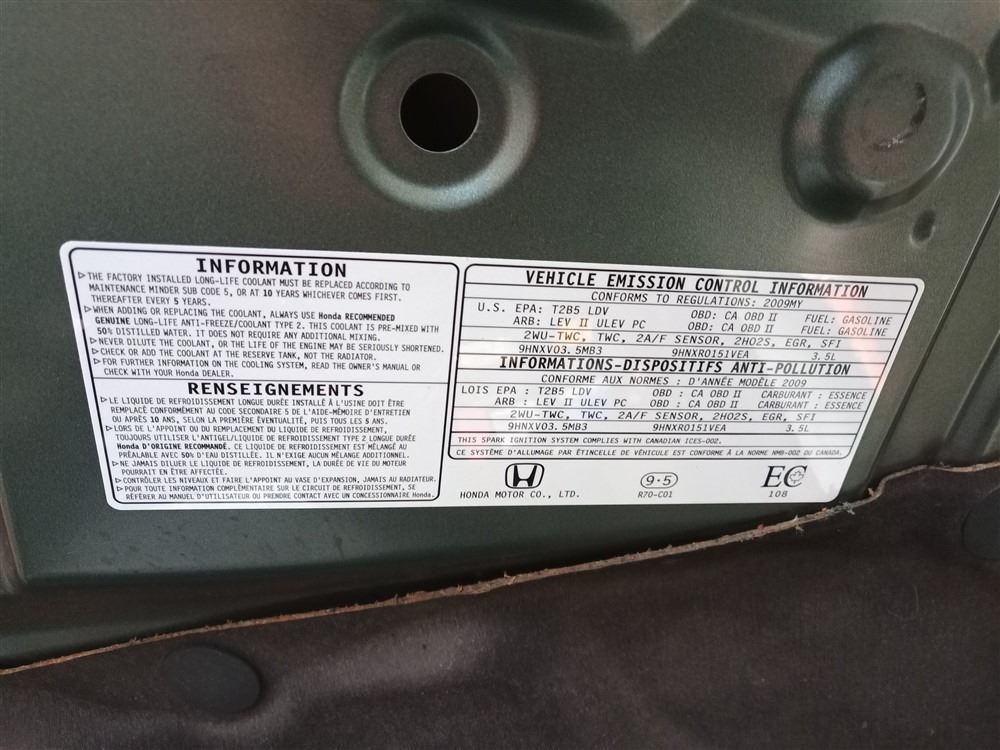 INFORMATION
▷THE FACTORY INSTALLED LONG-LIFE COOLANT MUST BE REPLACED ACCORDING TO
MAINTENANCE MINDER SUB CODE 5, OR AT 10 YEARS WHICHEVER COMES FIRST.
THEREAFTER EVERY 5 YEARS.
▷WHEN ADDING OR REPLACING THE COOLANT, ALWAYS USE Honda RECOMMENDED
GENUINE LONG-LIFE ANTI-FREEZE/COOLANT TYPE 2. THIS COOLANT IS PRE-MIXED WITH
50% DISTILLED WATER. IT DOES NOT REQUIRE ANY ADDITIONAL MIXING.
▷NEVER DILUTE THE COOLANT, OR THE LIFE OF THE ENGINE MAY BE SERIOUSLY SHORTENED.
▷CHECK OR ADD THE COOLANT AT THE RESERVE TANK, NOT THE RADIATOR.
▷FOR FURTHER INFORMATION ON THE COOLING SYSTEM, READ THE OWNER'S MANUAL OR
CHECK WITH YOUR Honda DEALER.
RENSEIGNEMENTS
▷LE LIQUIDE DE REFROIDISSEMENT LONGUE DURÉE INSTALLÉ À L'USINE DOIT ÊTRE
REMPLACÉ CONFORMÉMENT AU CODE SECONDAIRE 5 DE L'AIDE-MÉMOIRE D'ENTRETIEN
OU APRÈS 10 ANS, SELON LA PREMIÈRE ÉVENTUALITÉ, PUIS TOUS LES 5 ANS.
▷LORS DE L'APPOINT OU DU REMPLACEMENT DU LIQUIDE DE REFROIDISSEMENT,
TOUJOURS UTILISER L'ANTIGEL/LIQUIDE DE REFROIDISSEMENT TYPE 2 LONGUE DURÉE
Honda D'ORIGINE RECOMMANDÉ. CE LIQUIDE DE REFROIDISSEMENT EST MÉLANGÉ AU
PRÉALABLE AVEC 50% D'EAU DISTILLÉE. IL N'EXIGE AUCUN MÉLANGE ADDITIONNEL.
▷NE JAMAIS DILUER LE LIQUIDE DE REFROIDISSEMENT, LA DURÉE DE VIE DU MOTEUR
POURRAIT EN ÊTRE AFFECTÉE.
▷CONTRÔLER LES NIVEAUX ET FAIRE L'APPOINT AU VASE D'EXPANSION, JAMAIS AU RADIATEUR.
▷POUR TOUTE INFORMATION COMPLÉMENTAIRE SUR LE CIRCUIT DE REFROIDISSEMENT, SE
RÉFÉRER AU MANUEL D'UTILISATEUR OU PRENDRE CONTACT AVEC UN CONCESSIONNAIRE Honda.
VEHICLE EMISSION CONTROL INFORMATION
CONFORMS TO REGULATIONS: 2009MY
U.S. EPA: T2B5 LDV OBD: CA OBD II FUEL: GASOLINE
ARB: LEV II ULEV PC OBD: CA OBD II FUEL: GASOLINE
2WU-TWC, TWC, 2A/F SENSOR, 2HO2S, EGR, SFI
9HNXV03.5MB3 9HNXR0151VEA 3.5L
INFORMATIONS-DISPOSITIFS ANTI-POLLUTION
CONFORME AUX NORMES : D'ANNÉE MODÈLE 2009
LOIS EPA : T2B5 LDV OBD : CA OBD II CARBURANT : ESSENCE
ARB : LEV II ULEV PC OBD : CA OBD II CARBURANT : ESSENCE
2WU-TWC, TWC, 2A/F SENSOR, 2HO2S, EGR, SFI
9HNXV03.5MB3 9HNXR0151VEA 3.5L
THIS SPARK IGNITION SYSTEM COMPLIES WITH CANADIAN ICES-002.
CE SYSTÈME D'ALLUMAGE PAR ÉTINCELLE DE VÉHICULE EST CONFORME À LA NORME NMB-002 DU CANADA.
HONDA MOTOR CO., LTD.
9·5
R70-C01
EC
108